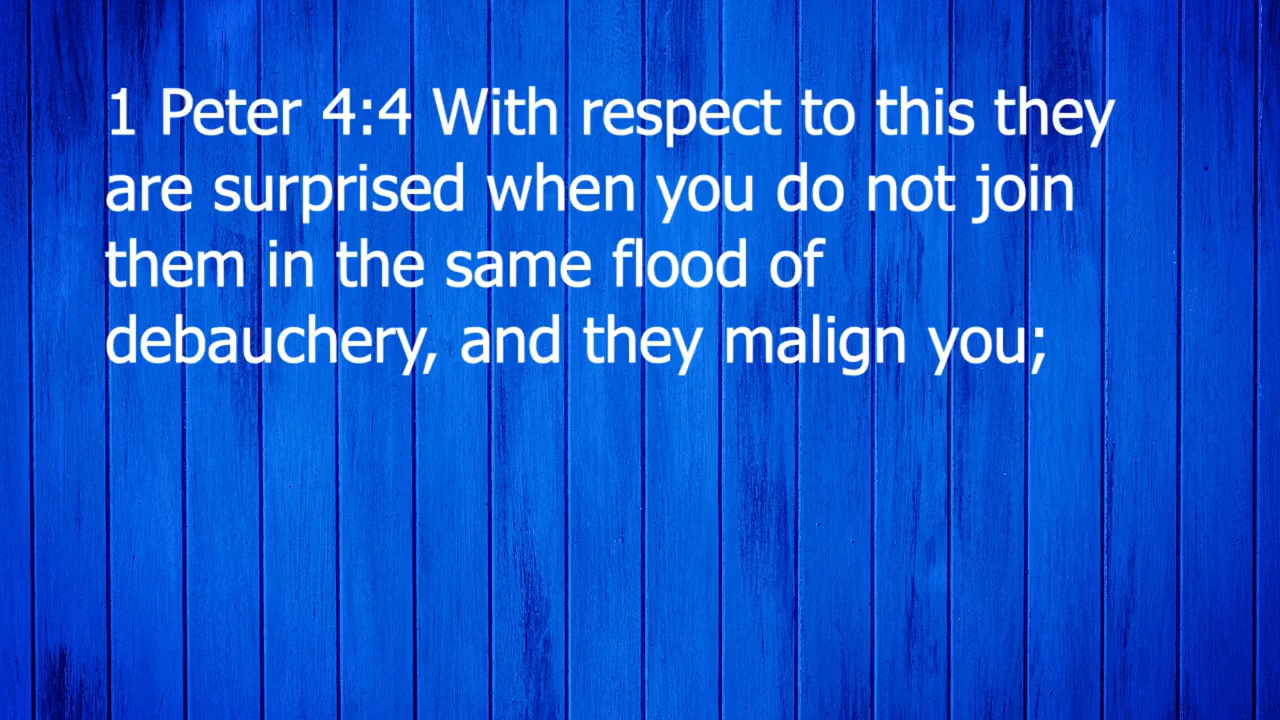 1 Peter 4:4 With respect to this they
are surprised when you do not join
them in the same flood of
debauchery, and they malign you;